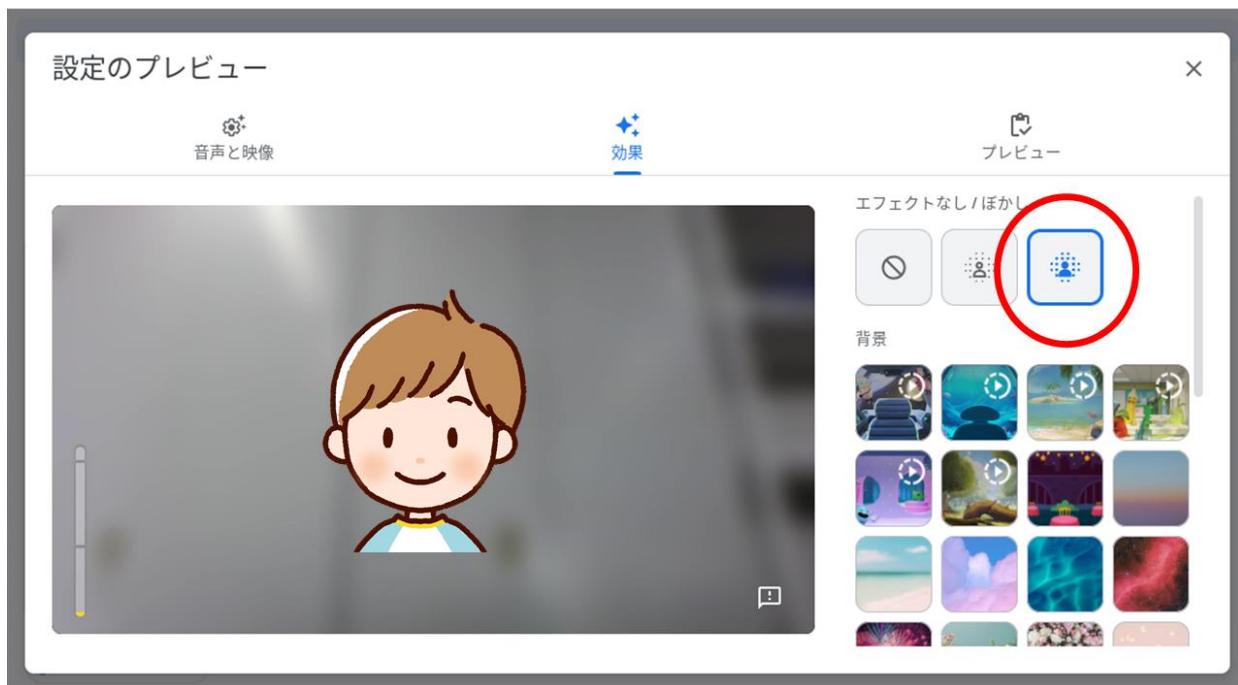 設定のプレビュー
音声と映像
効果
プレビュー
エフェクトなし / ぼかし
背景